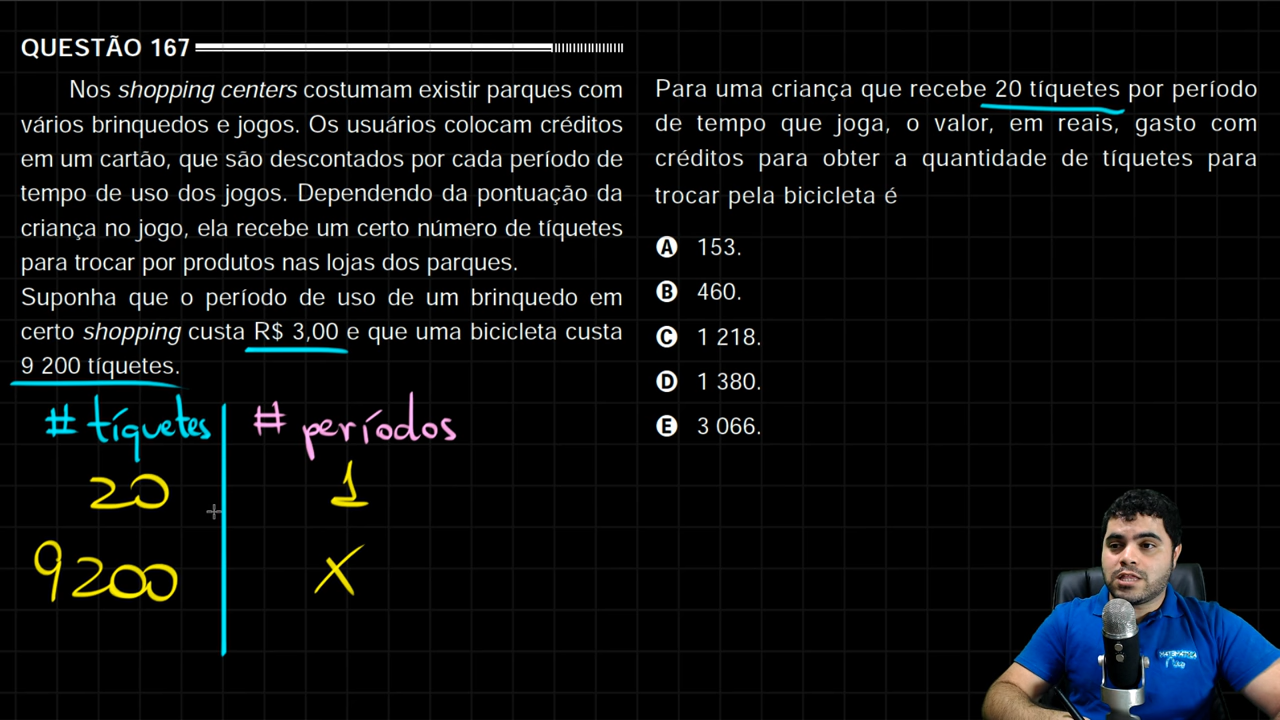 QUESTÃO 167
Nos shopping centers costumam existir parques com
vários brinquedos e jogos. Os usuários colocam créditos
em um cartão, que são descontados por cada período de
tempo de uso dos jogos. Dependendo da pontuação da
criança no jogo, ela recebe um certo número de tíquetes
para trocar por produtos nas lojas dos parques.
Suponha que o período de uso de um brinquedo em
certo shopping custa R$ 3,00 e que uma bicicleta custa
9 200 tíquetes.
# tíquetes # períodos
20 1
9200 x
Para uma criança que recebe 20 tíquetes por período
de tempo que joga, o valor, em reais, gasto com
créditos para obter a quantidade de tíquetes para
trocar pela bicicleta é
A 153.
B 460.
C 1 218.
D 1 380.
E 3 066.
MATEMÁTICA